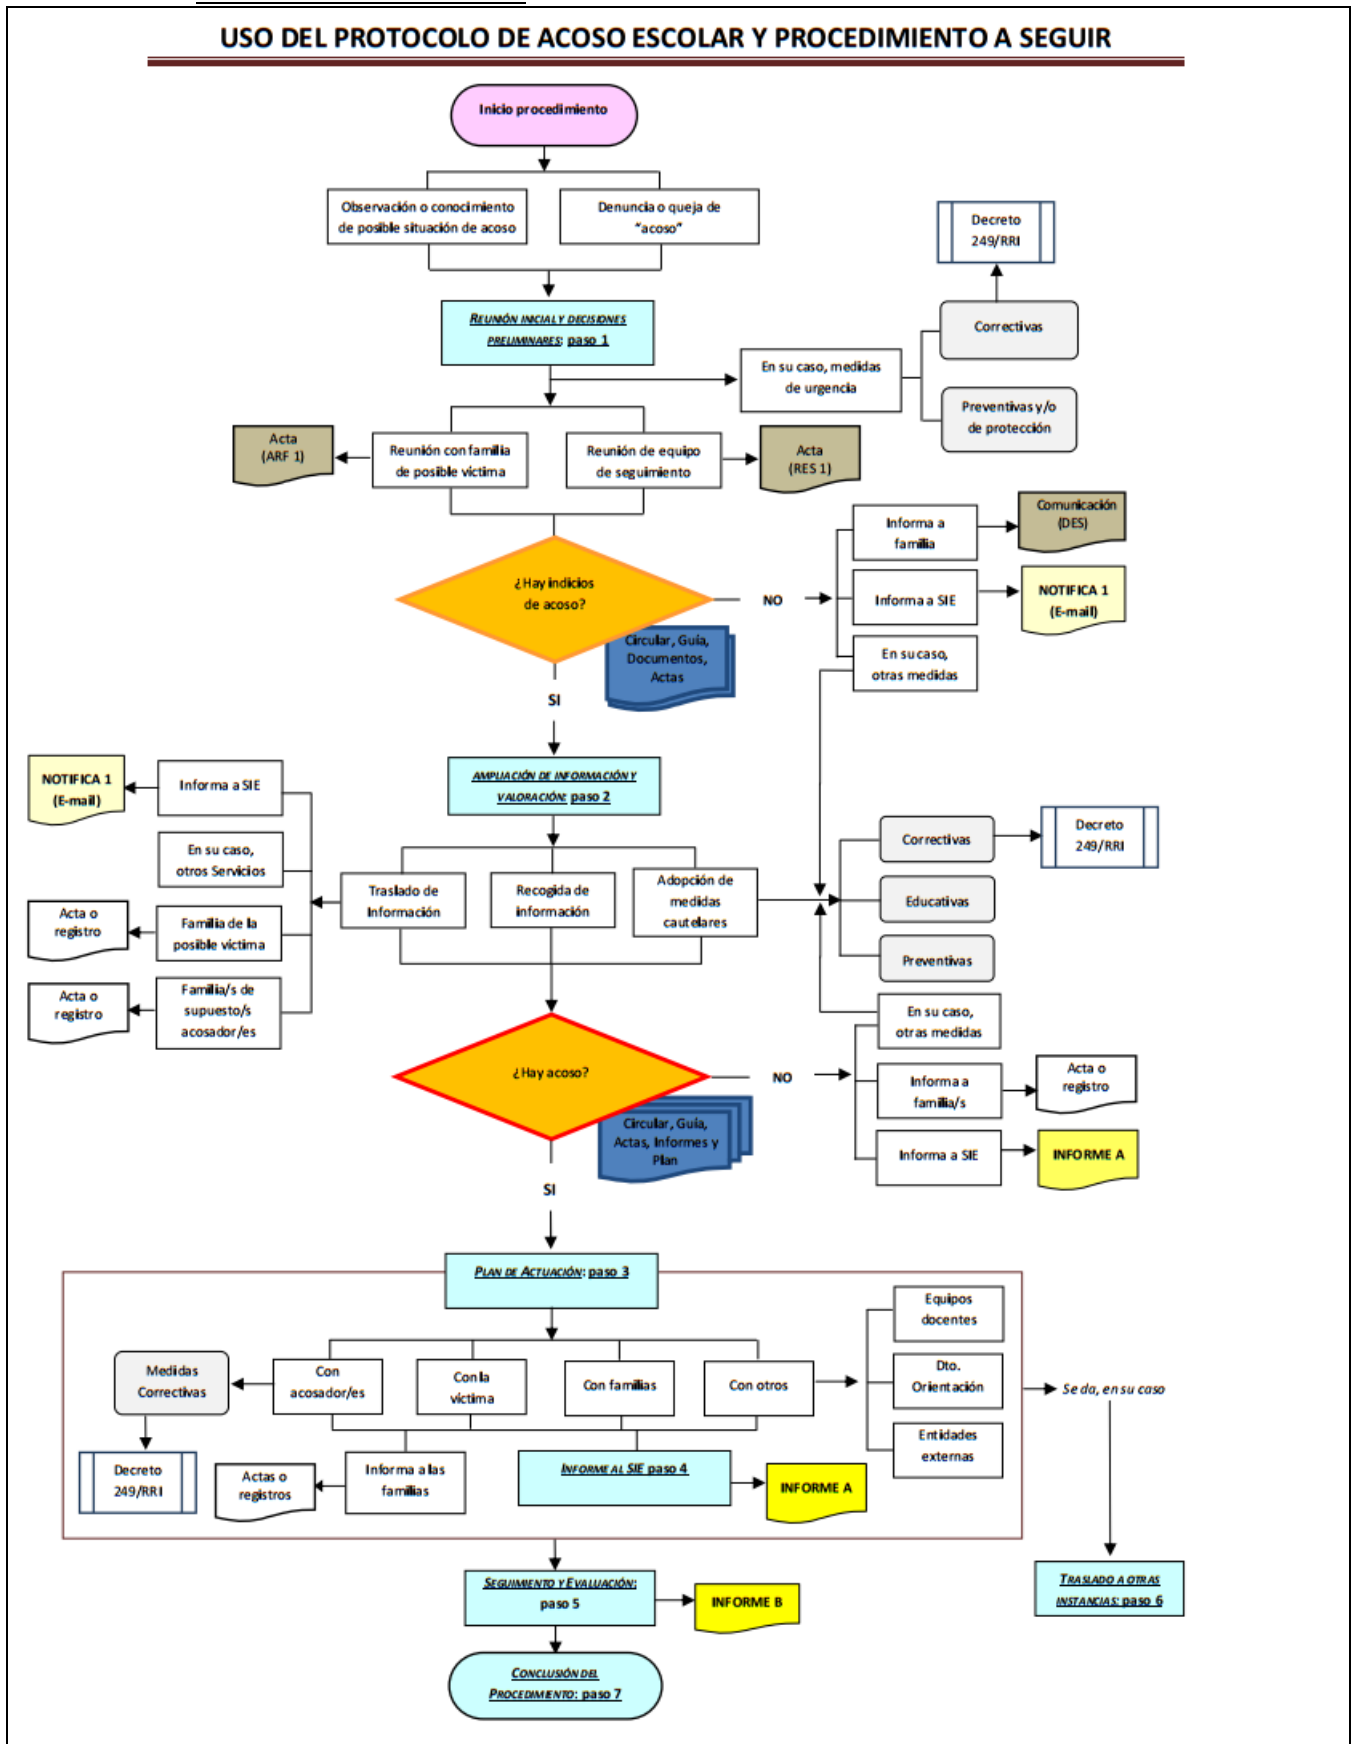 USO DEL PROTOCOLO DE ACOSO ESCOLAR Y PROCEDIMIENTO A SEGUIR
Inicio procedimiento
Observación o conocimiento
de posible situación de acoso
Denuncia o queja de
“acoso”
Decreto
249/RRI
REUNIÓN INICIAL Y DECISIONES
PRELIMINARES: paso 1
Correctivas
En su caso, medidas
de urgencia
Preventivas y/o
de protección
Acta
(ARF 1)
Reunión con familia
de posible víctima
Reunión de equipo
de seguimiento
Acta
(RES 1)
Informa a
familia
Comunicación
(DES)
¿Hay indicios
de acoso?
NO
Informa a SIE
NOTIFICA 1
(E-mail)
Circular, Guía,
Documentos,
Actas
En su caso,
otras medidas
SI
NOTIFICA 1
(E-mail)
Informa a SIE
AMPLIACIÓN DE INFORMACIÓN Y
VALORACIÓN: paso 2
En su caso,
otros Servicios
Correctivas
Decreto
249/RRI
Traslado de
Información
Recogida de
información
Adopción de
medidas
cautelares
Educativas
Acta o
registro
Familia de la
posible víctima
Preventivas
Acta o
registro
Familia/s de
supuesto/s
acosador/es
En su caso,
otras medidas
¿Hay acoso?
NO
Informa a
familia/s
Acta o
registro
Circular, Guía,
Actas, Informes y
Plan
Informa a SIE
INFORME A
SI
PLAN DE ACTUACIÓN: paso 3
Equipos
docentes
Medidas
Correctivas
Con
acosador/es
Con la
víctima
Con familias
Con otros
Dto.
Orientación
Se da, en su caso
Entidades
externas
Decreto
249/RRI
Actas o
registros
Informa a las
familias
INFORME AL SIE paso 4
INFORME A
SEGUIMIENTO Y EVALUACIÓN:
paso 5
INFORME B
TRASLADO A OTRAS
INSTANCIAS: paso 6
CONCLUSIÓN DEL
PROCEDIMIENTO: paso 7